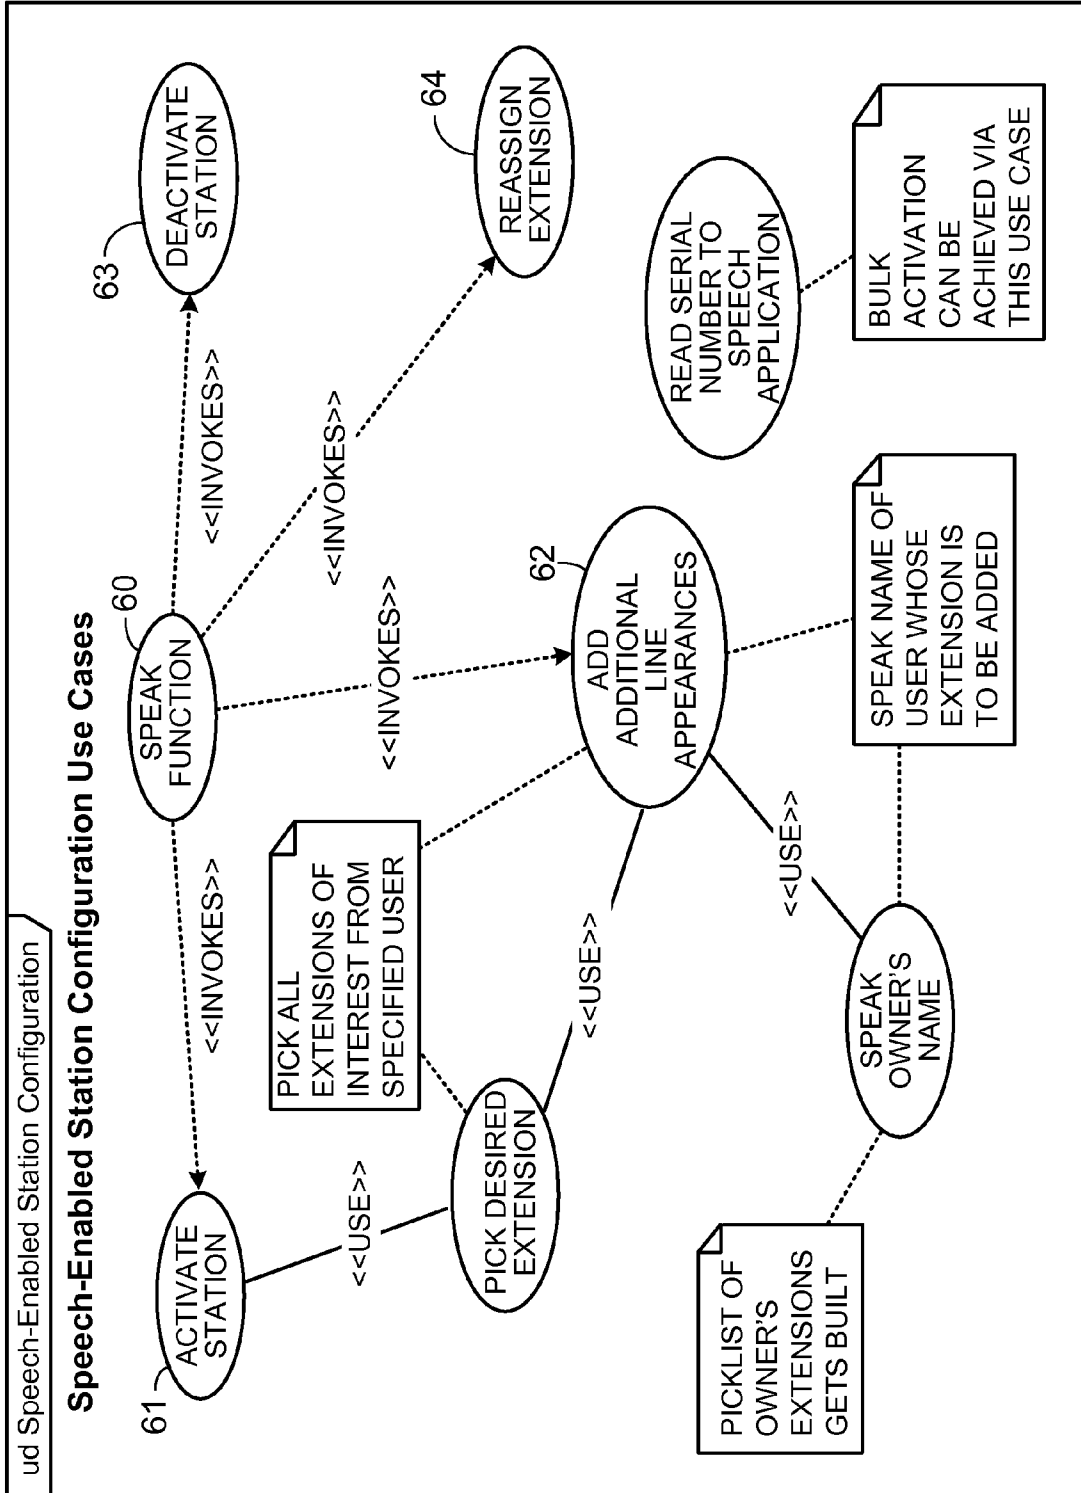 ud Speech-Enabled Station Configuration
Speech-Enabled Station Configuration Use Cases
60
SPEAK
FUNCTION
61
ACTIVATE
STATION
<<INVOKES>>
<<INVOKES>>
63
DEACTIVATE
STATION
<<INVOKES>>
<<INVOKES>>
64
REASSIGN
EXTENSION
PICK ALL
EXTENSIONS OF
INTEREST FROM
SPECIFIED USER
<<USE>>
PICK DESIRED
EXTENSION
<<USE>>
62
ADD
ADDITIONAL
LINE
APPEARANCES
READ SERIAL
NUMBER TO
SPEECH
APPLICATION
PICKLIST OF
OWNER'S
EXTENSIONS
GETS BUILT
SPEAK
OWNER'S
NAME
<<USE>>
SPEAK NAME OF
USER WHOSE
EXTENSION IS
TO BE ADDED
BULK
ACTIVATION
CAN BE
ACHIEVED VIA
THIS USE CASE